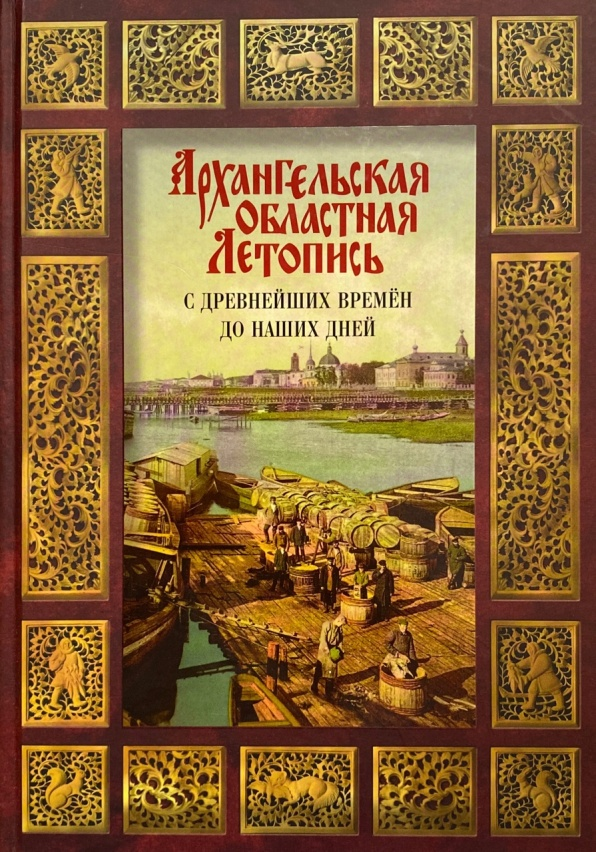 Архангельская
областная
Летопись
С ДРЕВНЕЙШИХ ВРЕМЁН
ДО НАШИХ ДНЕЙ